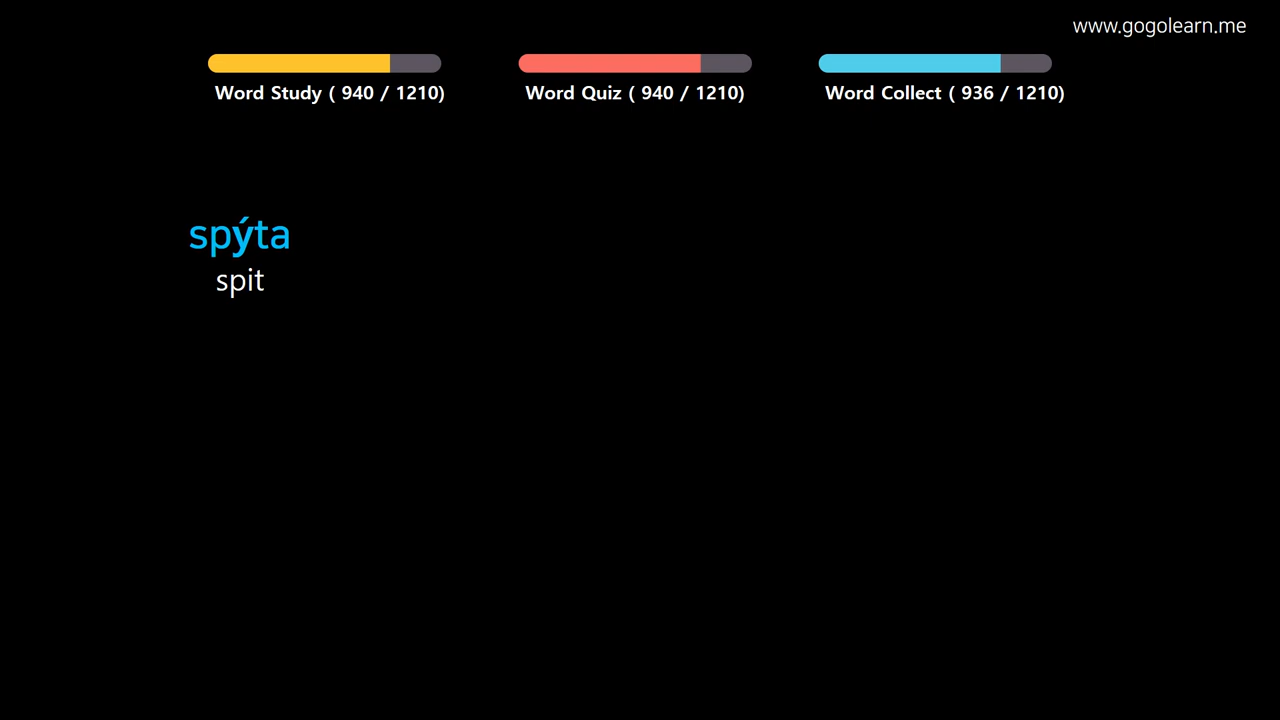 www.gogolearn.me
Word Study ( 940 / 1210)
Word Quiz ( 940 / 1210)
Word Collect ( 936 / 1210)
spýta
spit